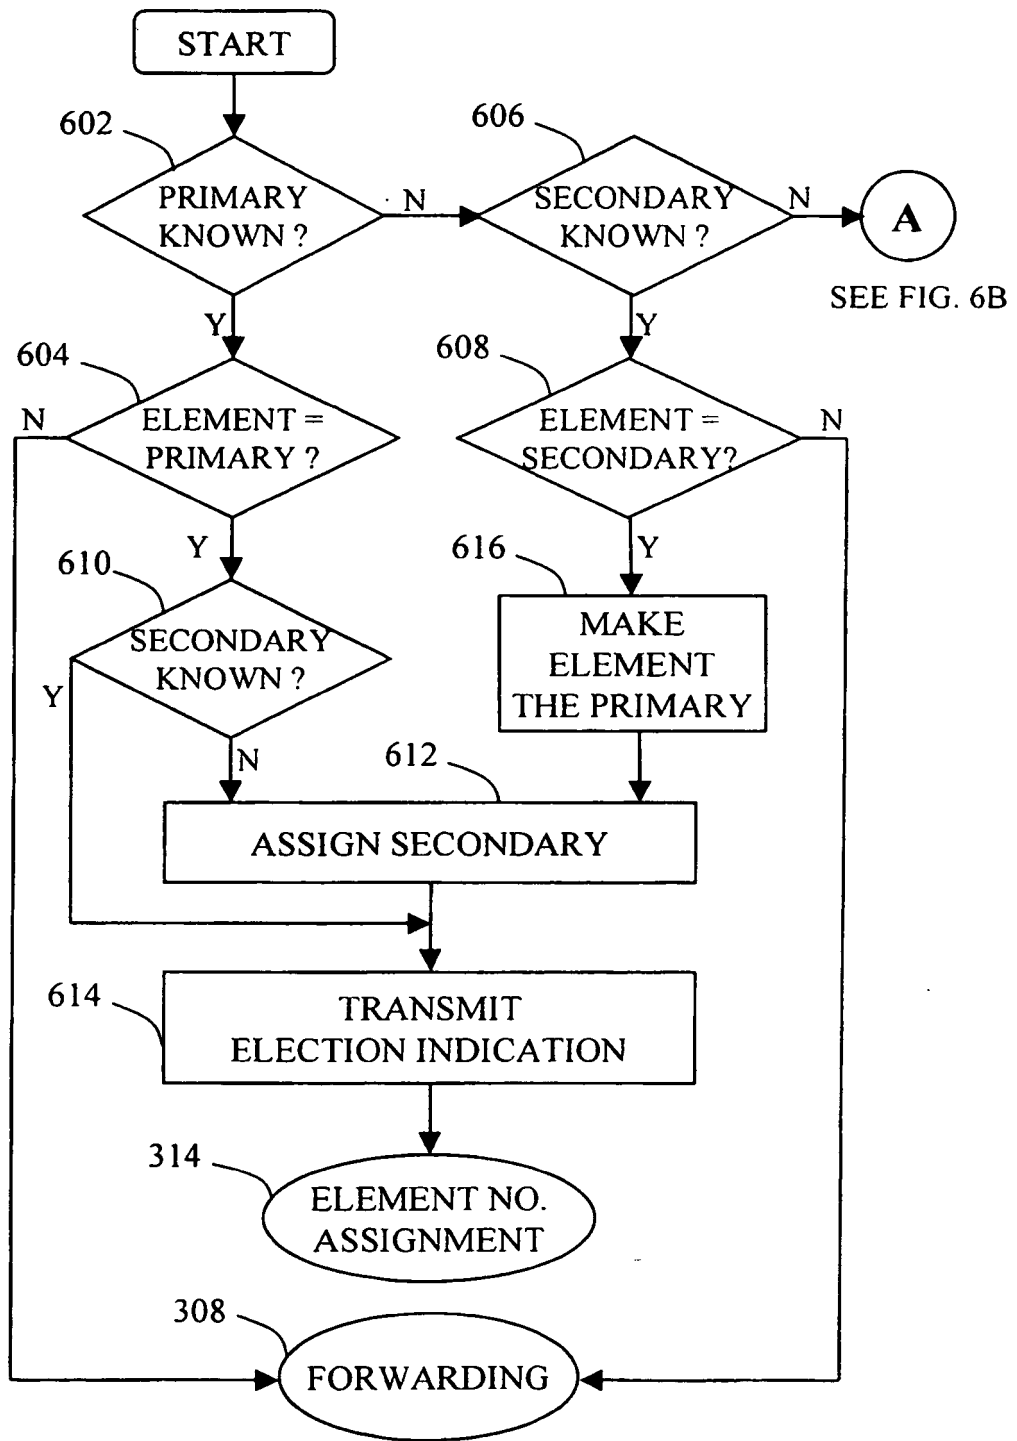 START
602
606
PRIMARY
KNOWN ?
N
SECONDARY
KNOWN ?
N
A
SEE FIG. 6B
Y
Y
604
608
N
ELEMENT =
PRIMARY ?
ELEMENT =
SECONDARY?
N
Y
Y
610
616
SECONDARY
KNOWN ?
Y
MAKE
ELEMENT
THE PRIMARY
N
612
ASSIGN SECONDARY
614
TRANSMIT
ELECTION INDICATION
314
ELEMENT NO.
ASSIGNMENT
308
FORWARDING